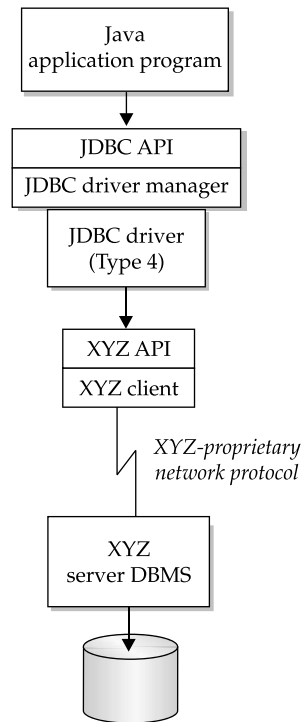 Java
application program
JDBC API
JDBC driver manager
JDBC driver
(Type 4)
XYZ API
XYZ client
XYZ-proprietary
network protocol
XYZ
server DBMS